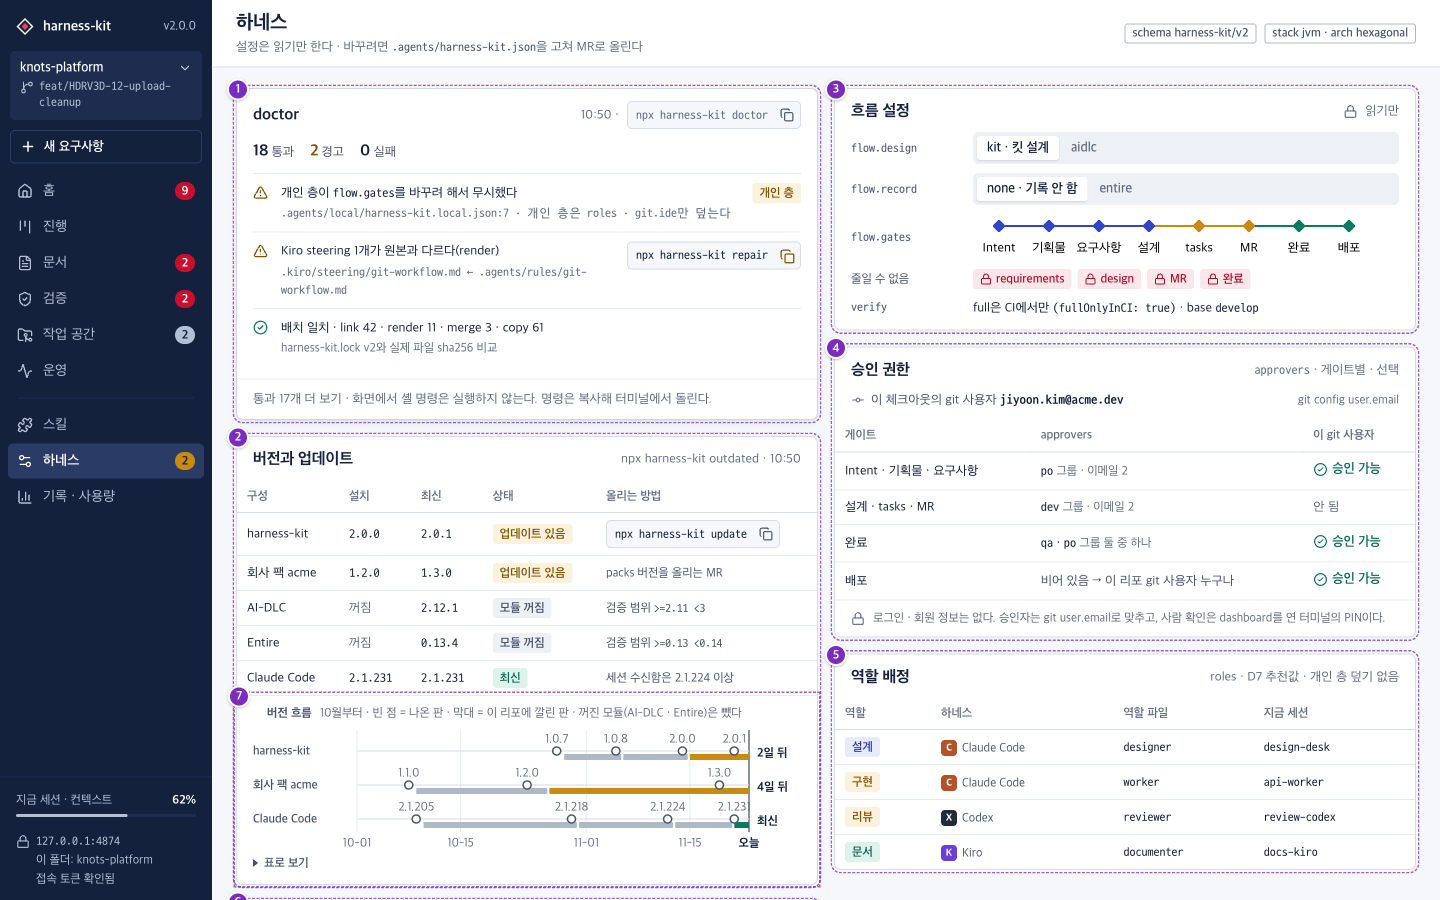 harness-kit v2.0.0
knots-platform
feat/HDRV3D-12-upload-
cleanup
새 요구사항
홈 9
진행
문서 2
검증 2
작업 공간 2
운영
스킬
하네스 2
기록 · 사용량
지금 세션 · 컨텍스트 62%
127.0.0.1:4874
이 폴더: knots-platform
접속 토큰 확인됨
하네스
설정은 읽기만 한다 · 바꾸려면 .agents/harness-kit.json을 고쳐 MR로 올린다
schema harness-kit/v2 stack jvm · arch hexagonal
1
doctor 10:50 · npx harness-kit doctor
18 통과 2 경고 0 실패
개인 층이 flow.gates를 바꾸려 해서 무시했다 개인 층
.agents/local/harness-kit.local.json:7 · 개인 층은 roles · git.ide만 덮는다
Kiro steering 1개가 원본과 다르다(render) npx harness-kit repair
.kiro/steering/git-workflow.md ← .agents/rules/git-
workflow.md
배치 일치 · link 42 · render 11 · merge 3 · copy 61
harness-kit.lock v2와 실제 파일 sha256 비교
통과 17개 더 보기 · 화면에서 셸 명령은 실행하지 않는다. 명령은 복사해 터미널에서 돌린다.
2
버전과 업데이트 npx harness-kit outdated · 10:50
구성 설치 최신 상태 올리는 방법
harness-kit 2.0.0 2.0.1 업데이트 있음 npx harness-kit update
회사 팩 acme 1.2.0 1.3.0 업데이트 있음 packs 버전을 올리는 MR
AI-DLC 꺼짐 2.12.1 모듈 꺼짐 검증 범위 >=2.11 <3
Entire 꺼짐 0.13.4 모듈 꺼짐 검증 범위 >=0.13 <0.14
Claude Code 2.1.231 2.1.231 최신 세션 수신함은 2.1.224 이상
7
버전 흐름 10월부터 · 빈 점 = 나온 판 · 막대 = 이 리포에 깔린 판 · 꺼진 모듈(AI-DLC · Entire)은 뺐다
harness-kit 1.0.7 1.0.8 2.0.0 2.0.1 2일 뒤
회사 팩 acme 1.1.0 1.2.0 1.3.0 4일 뒤
Claude Code 2.1.205 2.1.218 2.1.224 2.1.231 최신
10-01 10-15 11-01 11-15 오늘
표로 보기
3
흐름 설정 읽기만
flow.design kit · 킷 설계 aidlc
flow.record none · 기록 안 함 entire
flow.gates Intent 기획물 요구사항 설계 tasks MR 완료 배포
줄일 수 없음 requirements design MR 완료
verify full은 CI에서만 (fullOnlyInCI: true) · base develop
4
승인 권한 approvers · 게이트별 · 선택
이 체크아웃의 git 사용자 jiyoon.kim@acme.dev git config user.email
게이트 approvers 이 git 사용자
Intent · 기획물 · 요구사항 po 그룹 · 이메일 2 승인 가능
설계 · tasks · MR dev 그룹 · 이메일 2 안 됨
완료 qa · po 그룹 둘 중 하나 승인 가능
배포 비어 있음 → 이 리포 git 사용자 누구나 승인 가능
로그인 · 회원 정보는 없다. 승인자는 git user.email로 맞추고, 사람 확인은 dashboard를 연 터미널의 PIN이다.
5
역할 배정 roles · D7 추천값 · 개인 층 덮기 없음
역할 하네스 역할 파일 지금 세션
설계 C Claude Code designer design-desk
구현 C Claude Code worker api-worker
리뷰 X Codex reviewer review-codex
문서 K Kiro documenter docs-kiro